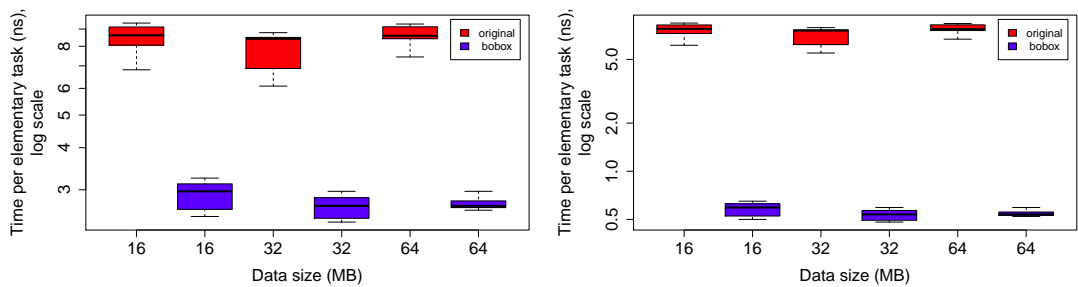 Time per elementary task (ns),
log scale
8
6
5
4
3
original
bobox
16
16
32
32
64
64
Data size (MB)
Time per elementary task (ns),
log scale
5.0
2.0
1.0
0.5
original
bobox
16
16
32
32
64
64
Data size (MB)